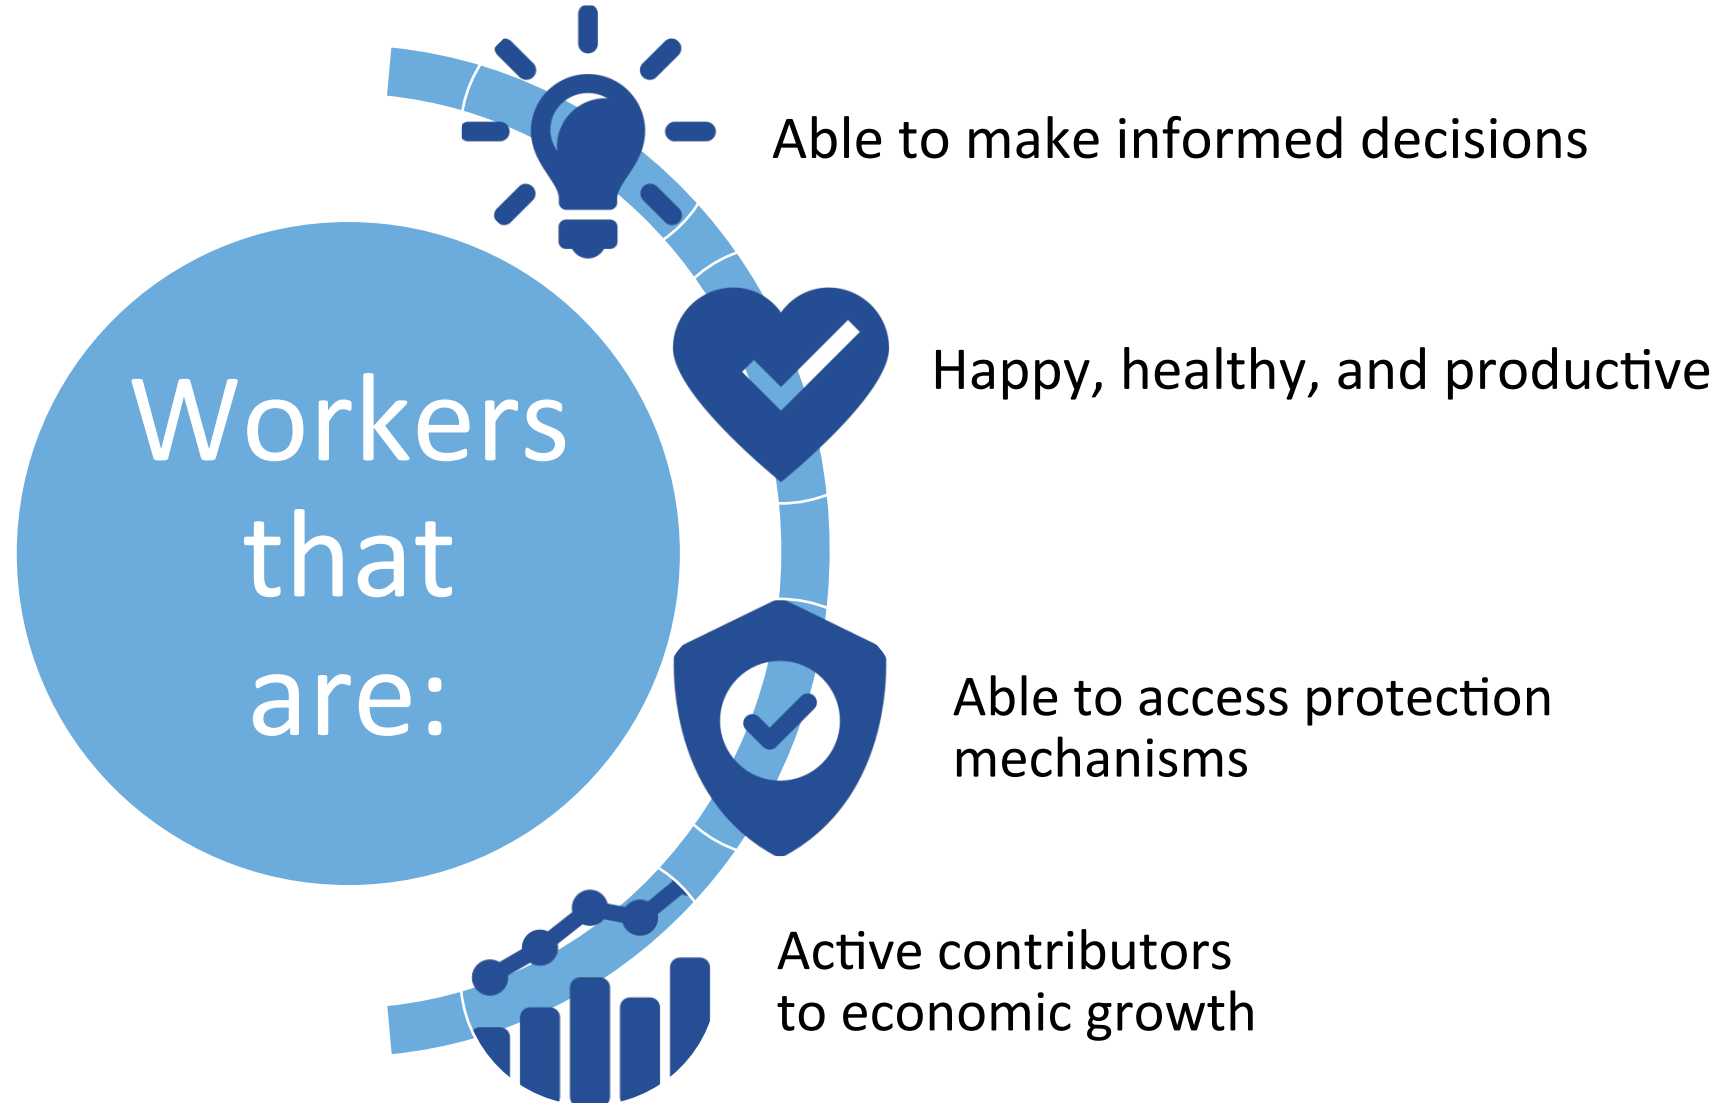 Workers
that
are:
Able to make informed decisions
Happy, healthy, and productive
Able to access protection
mechanisms
Active contributors
to economic growth